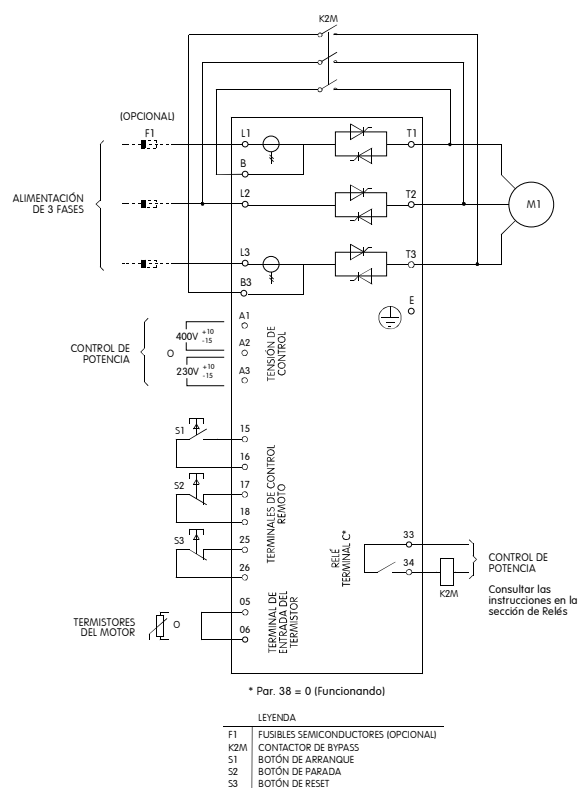 K2M
(OPCIONAL)
F1
L1
T1
B
ALIMENTACIÓN
DE 3 FASES
L2
T2
M1
L3
T3
B3
E
A1
CONTROL DE
POTENCIA
400V +10 -15
O
A2
230V +10 -15
A3
TENSIÓN DE
CONTROL
S1
15
16
S2
17
18
S3
25
26
TERMINALES DE CONTROL
REMOTO
RELÉ
TERMINAL C*
33
34
K2M
CONTROL DE
POTENCIA
Consultar las
instrucciones en la
sección de Relés
TERMISTORES
DEL MOTOR
O
05
06
TERMINAL DE
ENTRADA DEL
TERMISTOR
* Par. 38 = 0 (Funcionando)
LEYENDA
F1 FUSIBLES SEMICONDUCTORES (OPCIONAL)
K2M CONTACTOR DE BYPASS
S1 BOTÓN DE ARRANQUE
S2 BOTÓN DE PARADA
S3 BOTÓN DE RESET